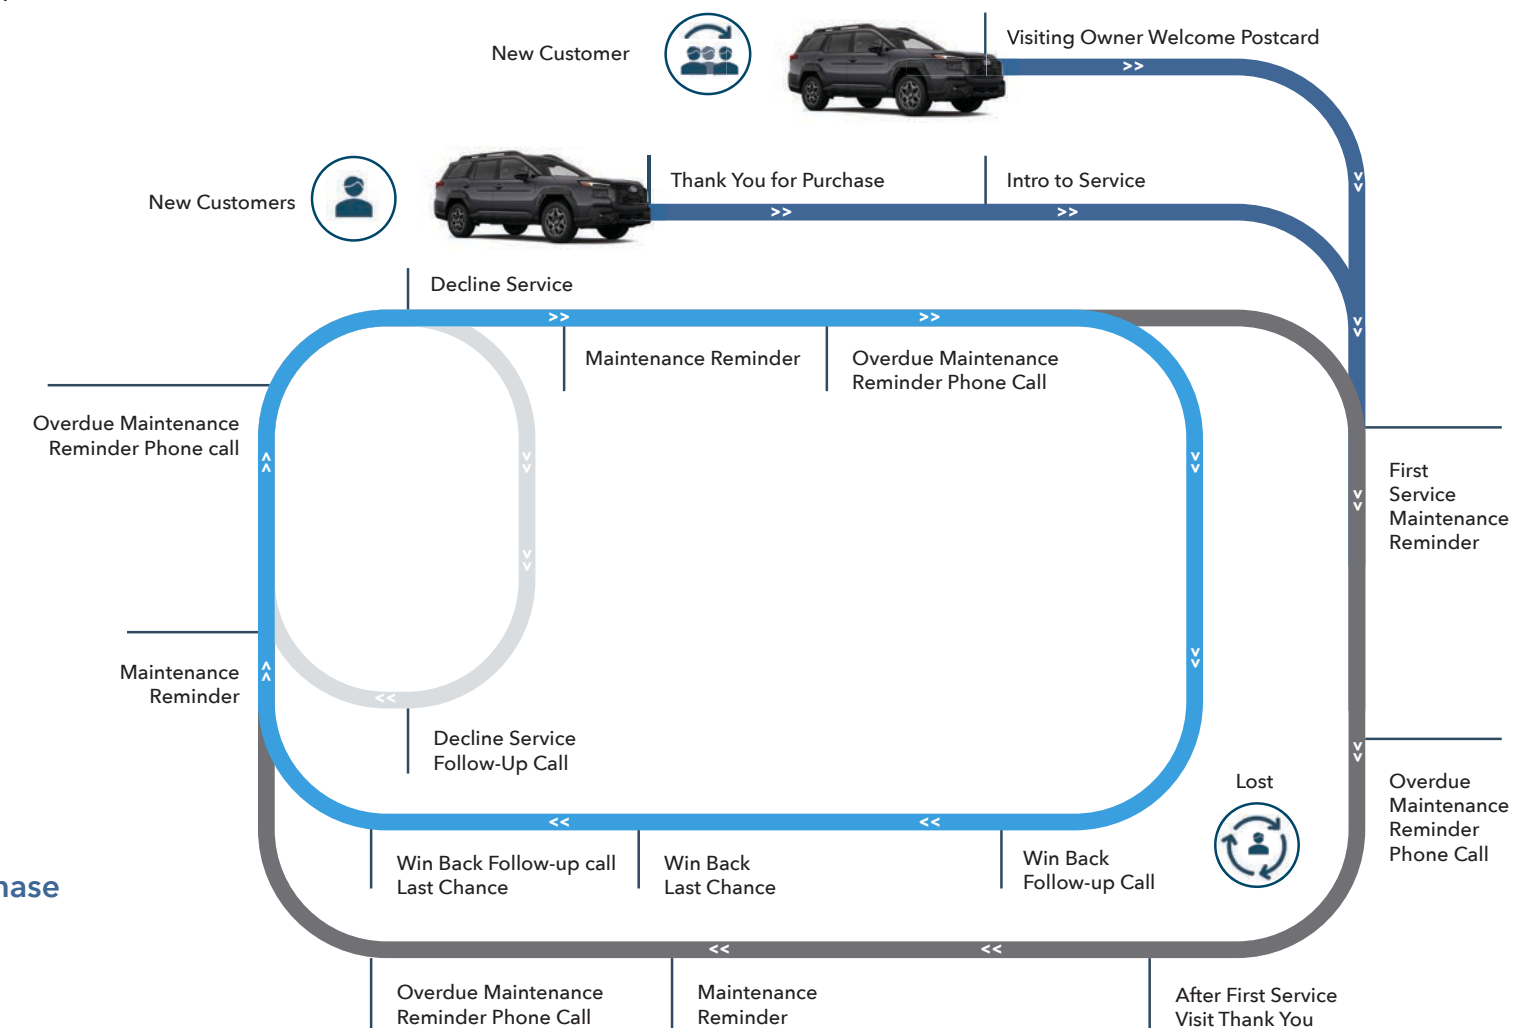 New Customer
Visiting Owner Welcome Postcard
>>
New Customers
Thank You for Purchase
Intro to Service
>>
>>
Decline Service
>>
>>
Maintenance Reminder
Overdue Maintenance
Reminder Phone Call
Overdue Maintenance
Reminder Phone call
First
Service
Maintenance
Reminder
Maintenance
Reminder
<<
Decline Service
Follow-Up Call
Lost
Overdue
Maintenance
Reminder
Phone Call
<<
<<
Win Back Follow-up call
Last Chance
Win Back
Last Chance
Win Back
Follow-up Call
hase
<<
<<
Overdue Maintenance
Reminder Phone Call
Maintenance
Reminder
After First Service
Visit Thank You